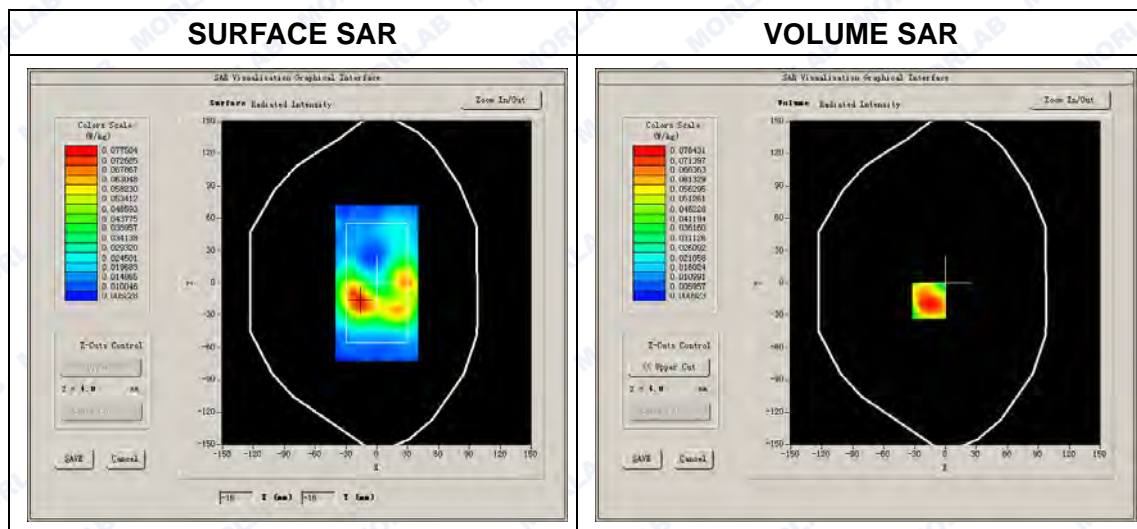 SURFACE SAR
VOLUME SAR
SAR Visualisation Graphical Interface
Surface Radiated Intensity
Zoom In/Out
Colors Scale
(W/kg)
0.077504
0.072685
0.067867
0.063048
0.058230
0.053412
0.048593
0.043775
0.038957
0.034138
0.029320
0.024501
0.019683
0.014865
0.010046
0.005228
150
120
90
60
30
0
-30
-60
-90
-120
-150
-150 -120 -90 -60 -30 0 30 60 90 120 150
X
Z-Cuts Control
Z = 4.0 mm
SAVE
Cancel
SAR Visualisation Graphical Interface
Volume Radiated Intensity
Zoom In/Out
Colors Scale
(W/kg)
0.076431
0.071397
0.066363
0.061329
0.056295
0.051261
0.046228
0.041194
0.036160
0.031126
0.026092
0.021058
0.016024
0.010991
0.005957
0.000923
150
120
90
60
30
0
-30
-60
-90
-120
-150
-150 -120 -90 -60 -30 0 30 60 90 120 150
X
Z-Cuts Control
<< Upper Cut
Z = 4.0 mm
SAVE
Cancel
MORLAB